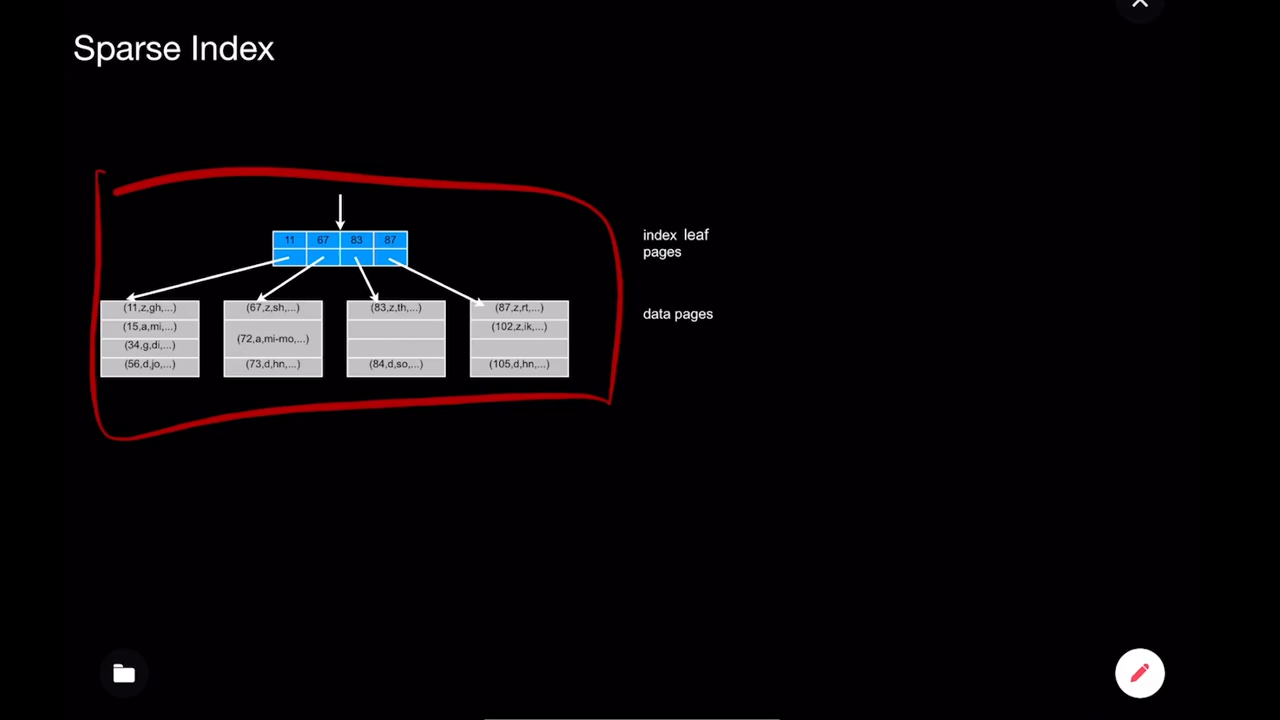 Sparse Index
11 67 83 87
index leaf
pages
(11,z,gh,...)
(15,a,mi,...)
(34,g,di,...)
(56,d,jo,...)
(67,z,sh,...)
(72,a,mi-mo,...)
(73,d,hn,...)
(83,z,th,...)
(84,d,so,...)
(87,z,rt,...)
(102,z,ik,...)
(105,d,hn,...)
data pages